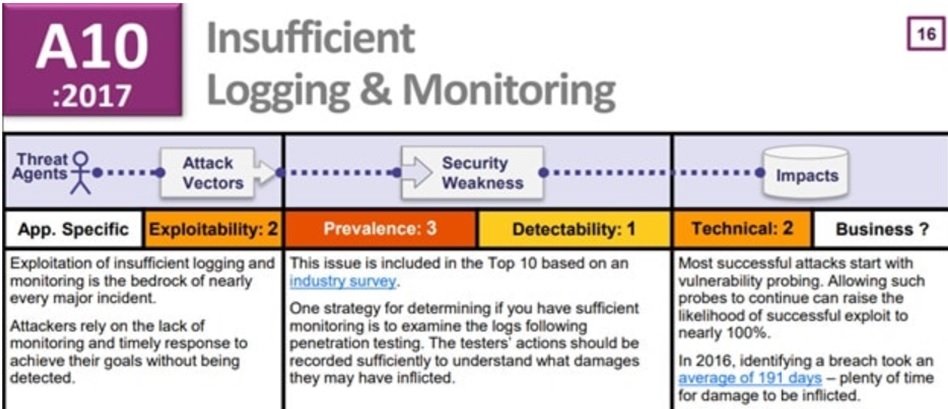 A10
:2017
Insufficient
Logging & Monitoring
16
Threat
Agents
Attack
Vectors
Security
Weakness
Impacts
App. Specific
Exploitability: 2
Prevalence: 3
Detectability: 1
Technical: 2
Business ?
Exploitation of insufficient logging and
monitoring is the bedrock of nearly
every major incident.
Attackers rely on the lack of
monitoring and timely response to
achieve their goals without being
detected.
This issue is included in the Top 10 based on an
industry survey.
One strategy for determining if you have sufficient
monitoring is to examine the logs following
penetration testing. The testers' actions should be
recorded sufficiently to understand what damages
they may have inflicted.
Most successful attacks start with
vulnerability probing. Allowing such
probes to continue can raise the
likelihood of successful exploit to
nearly 100%.
In 2016, identifying a breach took an
average of 191 days – plenty of time
for damage to be inflicted.